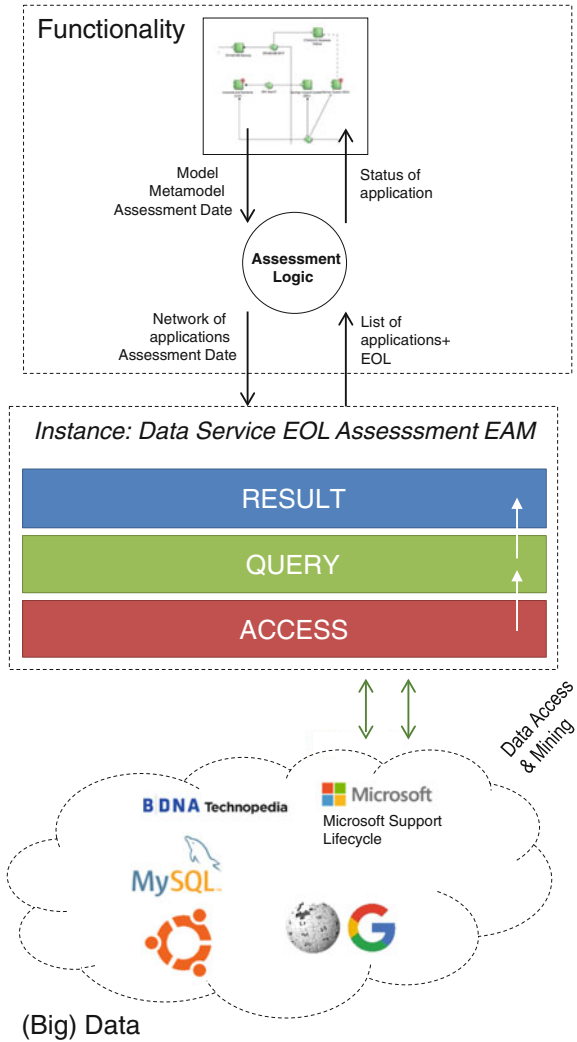 Functionality
Model
Metamodel
Assessment Date
Status of
application
Assessment
Logic
Network of
applications
Assessment Date
List of
applications+
EOL
Instance: Data Service EOL Assesssment EAM
RESULT
QUERY
ACCESS
Data Access
& Mining
BDNA Technopedia
Microsoft
Microsoft Support
Lifecycle
MySQL
(Big) Data